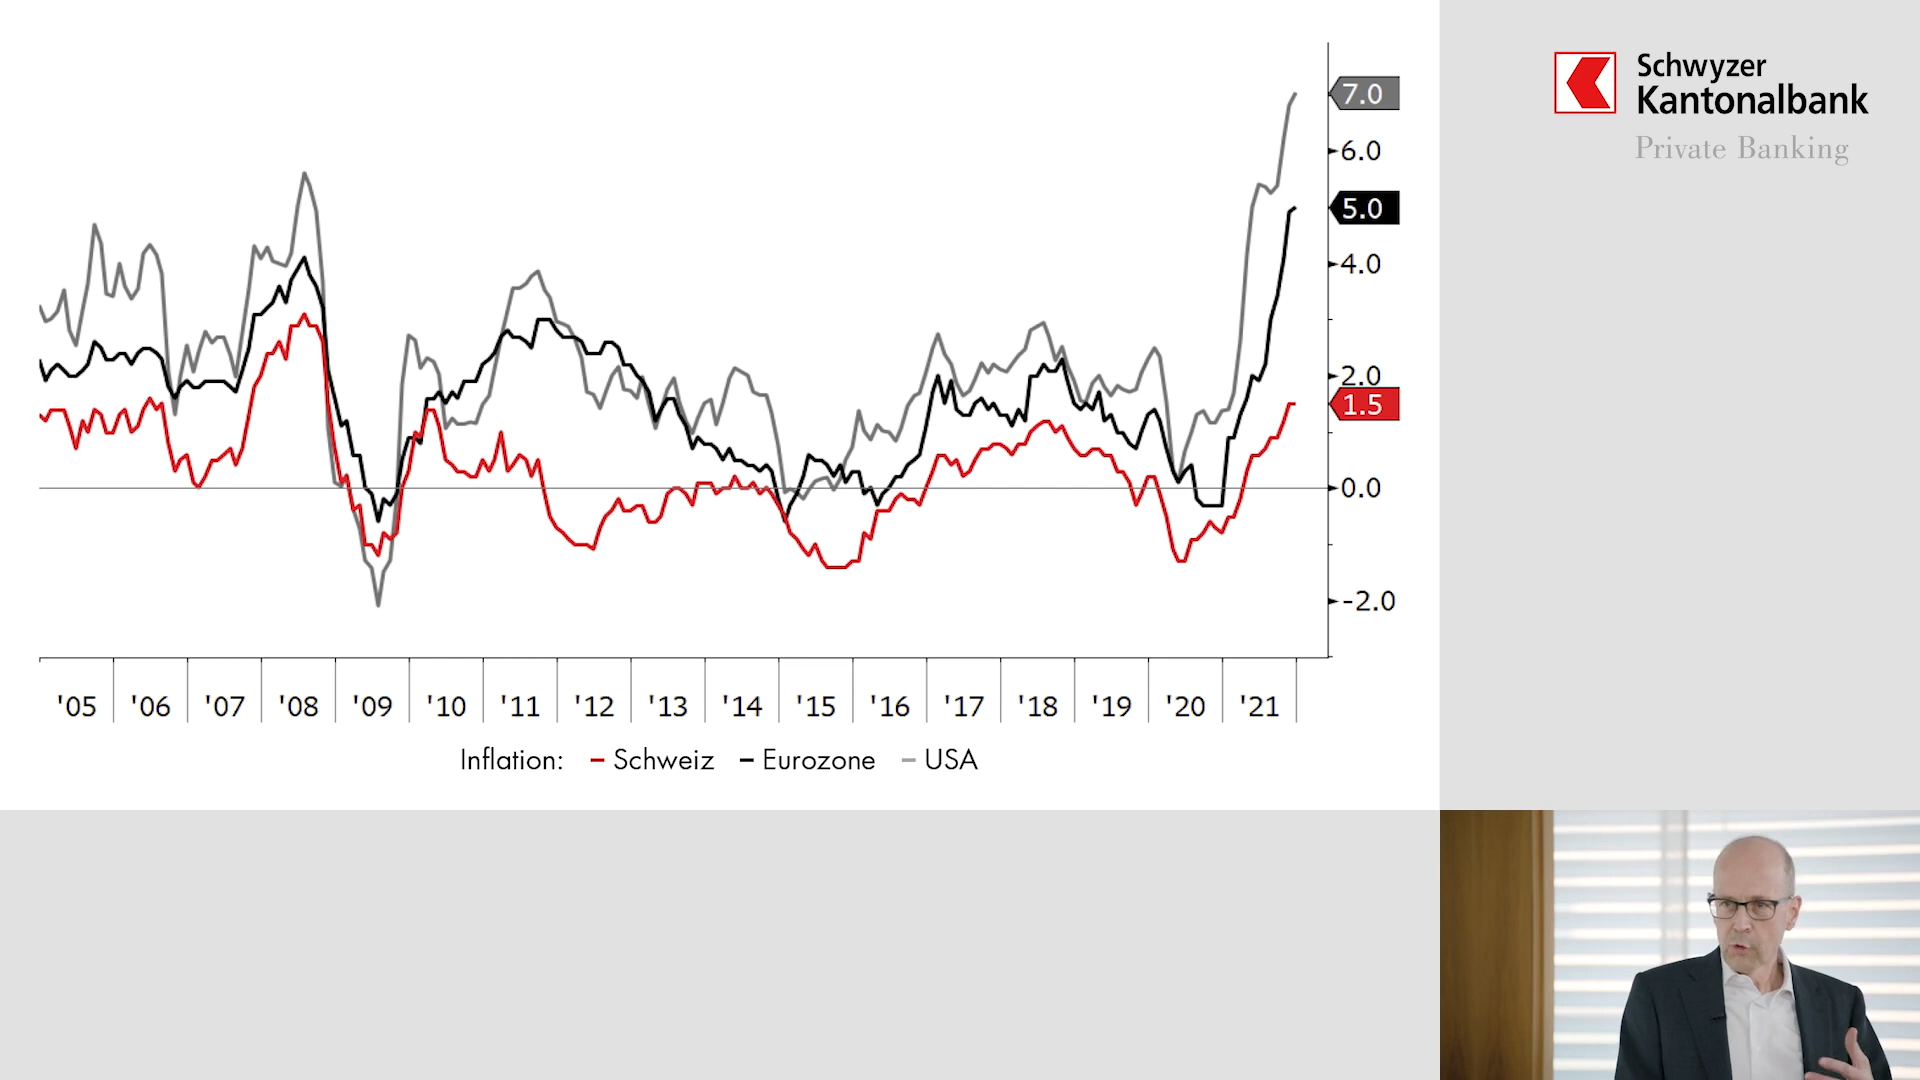 Schwyzer
Kantonalbank
Private Banking
7.0
6.0
5.0
4.0
2.0
1.5
0.0
-2.0
'05 '06 '07 '08 '09 '10 '11 '12 '13 '14 '15 '16 '17 '18 '19 '20 '21
Inflation: Schweiz Eurozone USA